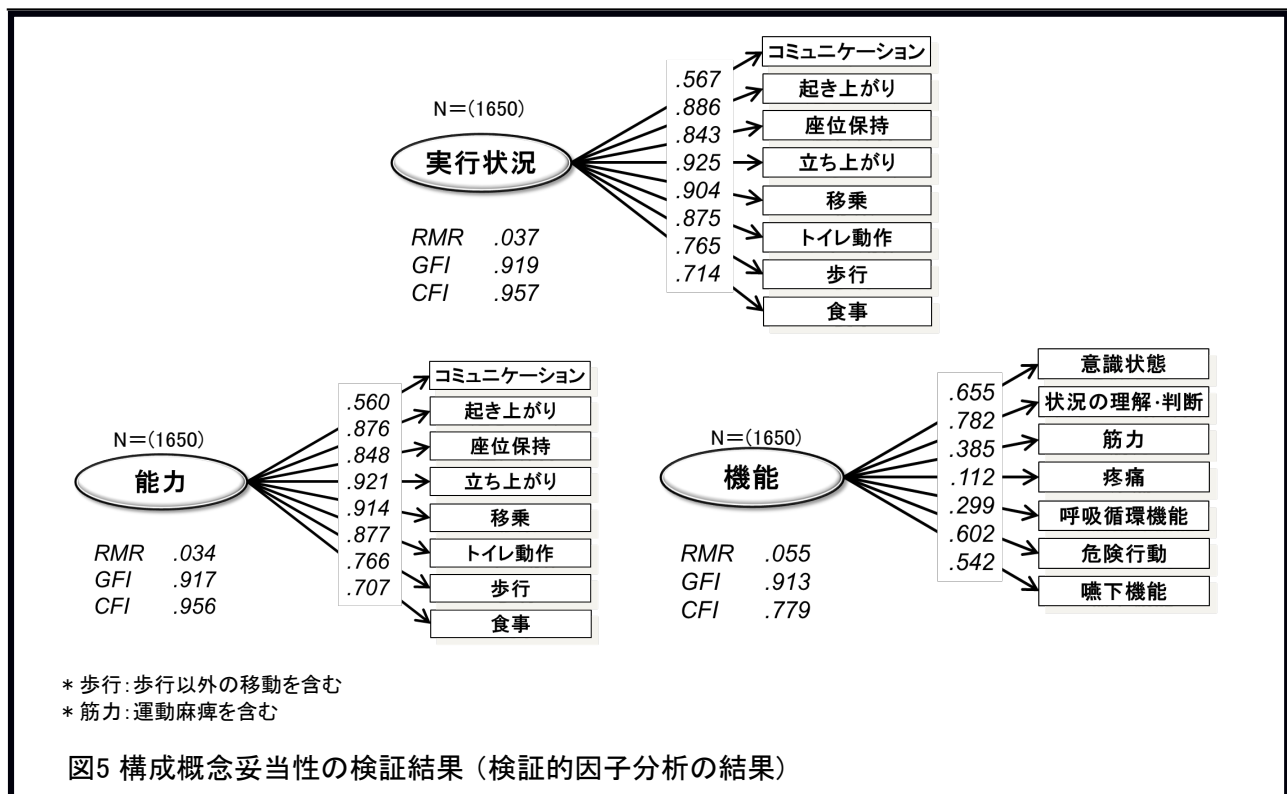 N＝(1650)
実行状況
RMR .037
GFI .919
CFI .957
.567
.886
.843
.925
.904
.875
.765
.714
コミュニケーション
起き上がり
座位保持
立ち上がり
移乗
トイレ動作
歩行
食事
N＝(1650)
能力
RMR .034
GFI .917
CFI .956
.560
.876
.848
.921
.914
.877
.766
.707
コミュニケーション
起き上がり
座位保持
立ち上がり
移乗
トイレ動作
歩行
食事
N＝(1650)
機能
RMR .055
GFI .913
CFI .779
.655
.782
.385
.112
.299
.602
.542
意識状態
状況の理解・判断
筋力
疼痛
呼吸循環機能
危険行動
嚥下機能
* 歩行：歩行以外の移動を含む
* 筋力：運動麻痺を含む
図5 構成概念妥当性の検証結果（検証的因子分析の結果）